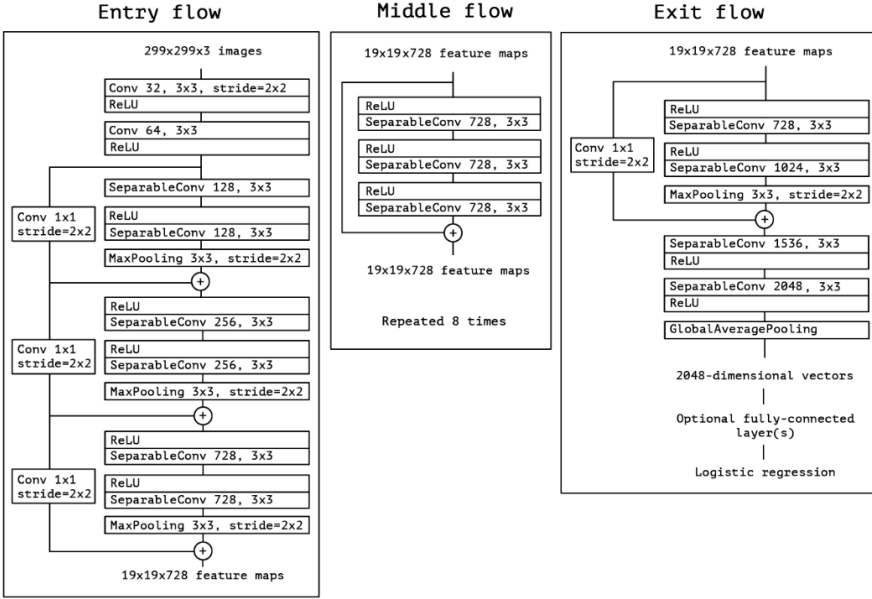 Entry flow
299x299x3 images
Conv 32, 3x3, stride=2x2
ReLU
Conv 64, 3x3
ReLU
SeparableConv 128, 3x3
Conv 1x1
stride=2x2
ReLU
SeparableConv 128, 3x3
MaxPooling 3x3, stride=2x2
+
ReLU
SeparableConv 256, 3x3
Conv 1x1
stride=2x2
ReLU
SeparableConv 256, 3x3
MaxPooling 3x3, stride=2x2
+
ReLU
SeparableConv 728, 3x3
Conv 1x1
stride=2x2
ReLU
SeparableConv 728, 3x3
MaxPooling 3x3, stride=2x2
+
19x19x728 feature maps
Middle flow
19x19x728 feature maps
ReLU
SeparableConv 728, 3x3
ReLU
SeparableConv 728, 3x3
ReLU
SeparableConv 728, 3x3
+
19x19x728 feature maps
Repeated 8 times
Exit flow
19x19x728 feature maps
ReLU
SeparableConv 728, 3x3
Conv 1x1
stride=2x2
ReLU
SeparableConv 1024, 3x3
MaxPooling 3x3, stride=2x2
+
SeparableConv 1536, 3x3
ReLU
SeparableConv 2048, 3x3
ReLU
GlobalAveragePooling
2048-dimensional vectors
Optional fully-connected
layer(s)
Logistic regression